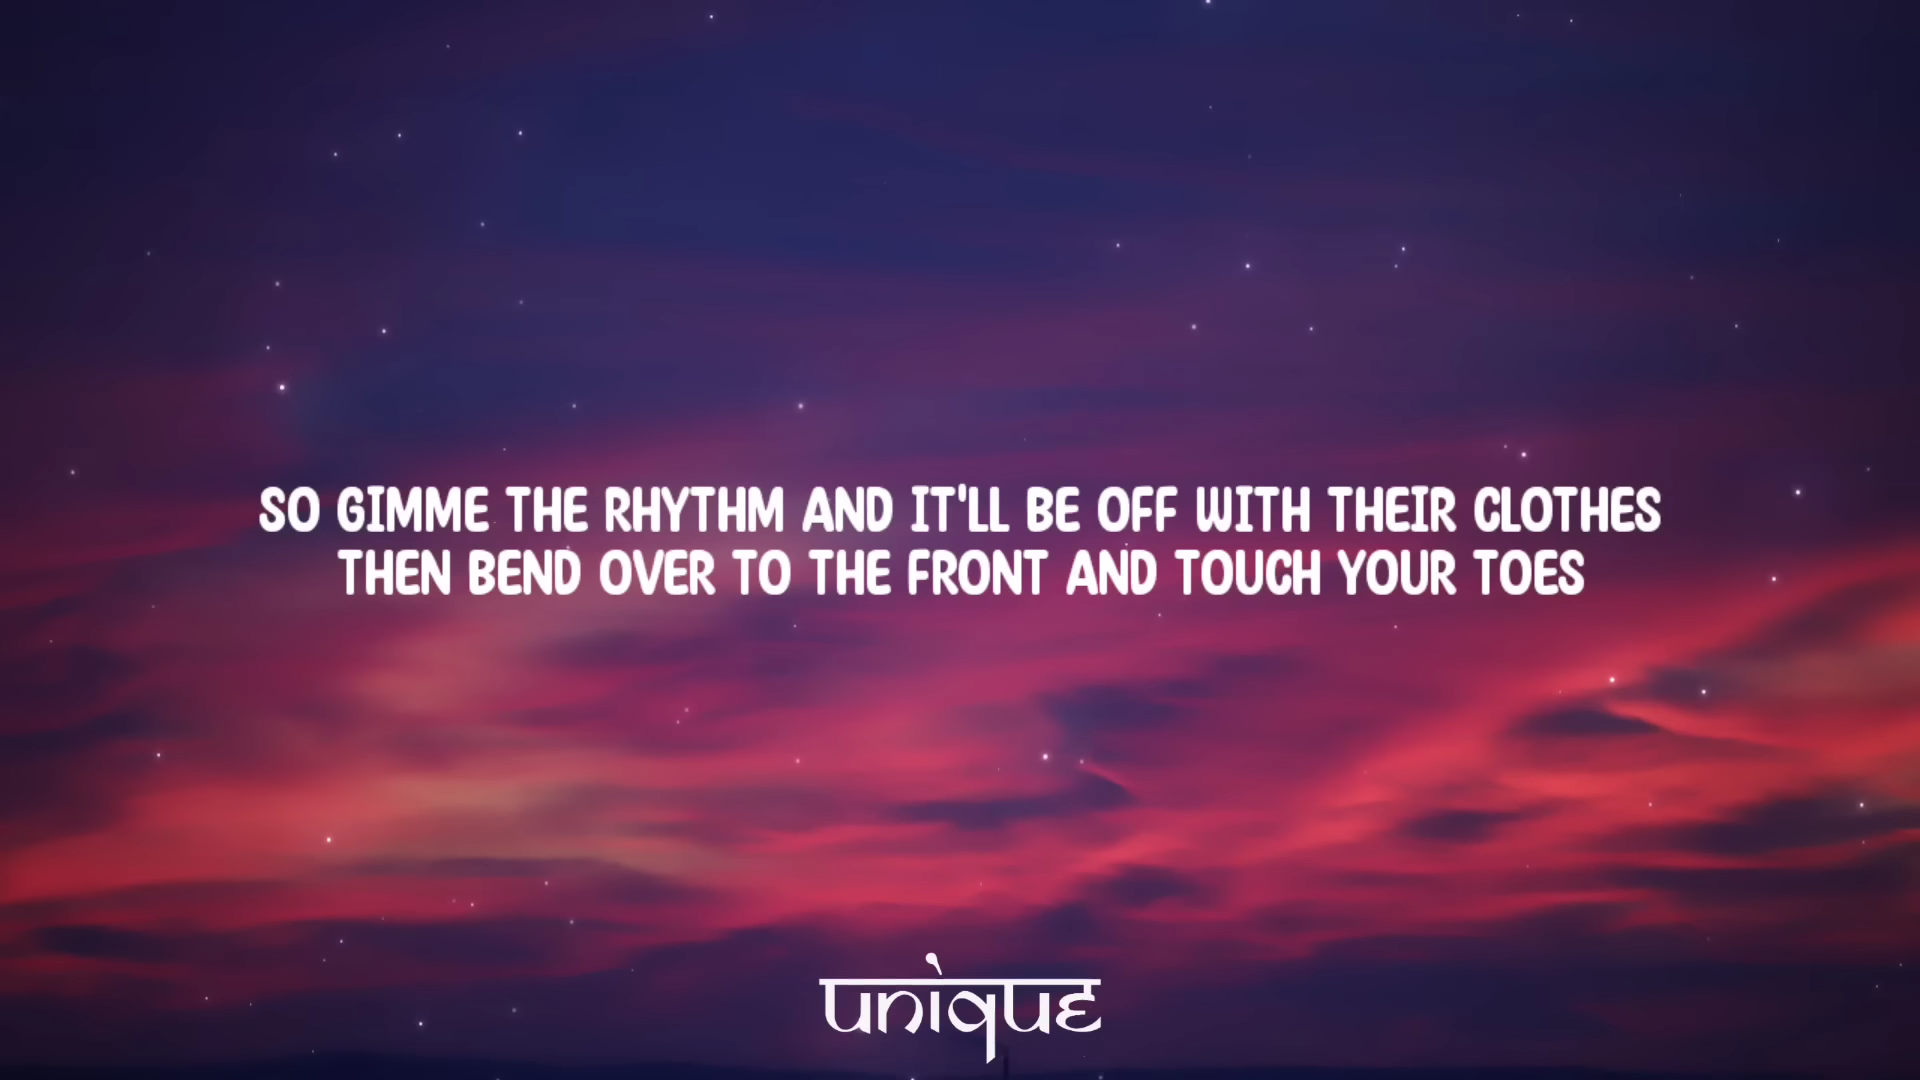 SO GIMME THE RHYTHM AND IT'LL BE OFF WITH THEIR CLOTHES
THEN BEND OVER TO THE FRONT AND TOUCH YOUR TOES
unique